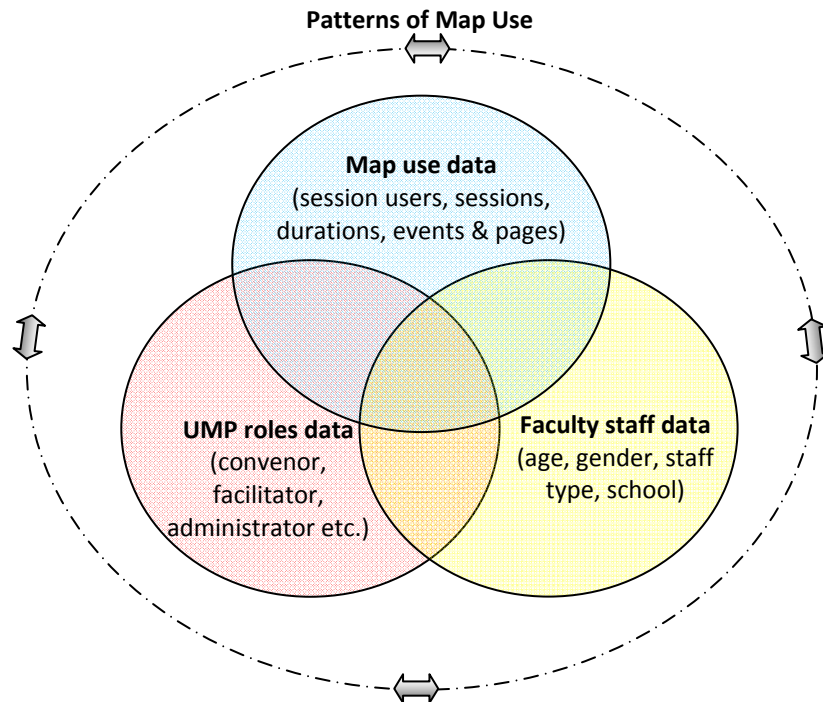 Patterns of Map Use
Map use data
(session users, sessions,
durations, events & pages)
UMP roles data
(convenor,
facilitator,
administrator etc.)
Faculty staff data
(age, gender, staff
type, school)